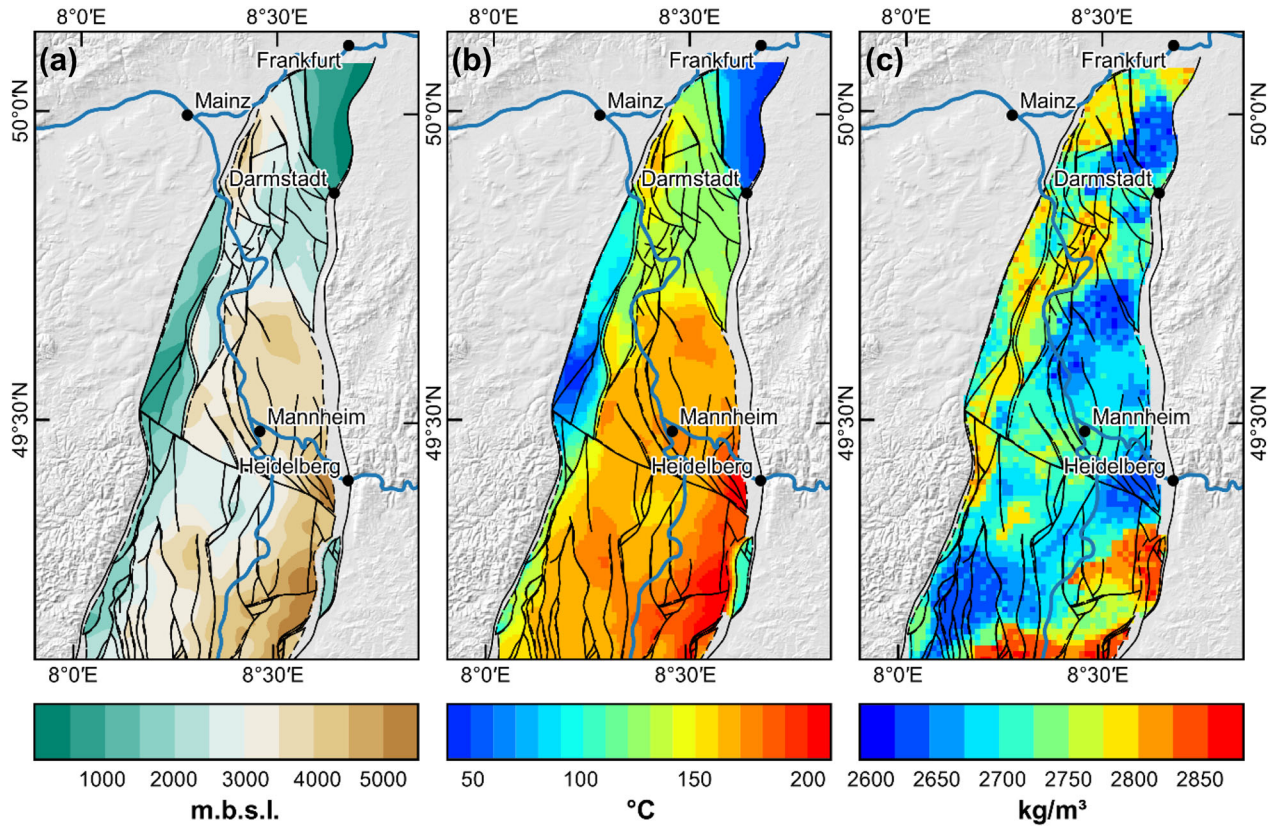 8°0'E 8°30'E 8°0'E 8°30'E 8°0'E 8°30'E
(a) (b) (c)
Frankfurt Frankfurt Frankfurt
Mainz Mainz Mainz
50°0'N 50°0'N
Darmstadt Darmstadt Darmstadt
49°30'N 49°30'N
Mannheim Mannheim Mannheim
Heidelberg Heidelberg Heidelberg
8°0'E 8°30'E 8°0'E 8°30'E 8°0'E 8°30'E
1000 2000 3000 4000 5000 50 100 150 200 2600 2650 2700 2750 2800 2850
m.b.s.l. °C kg/m³